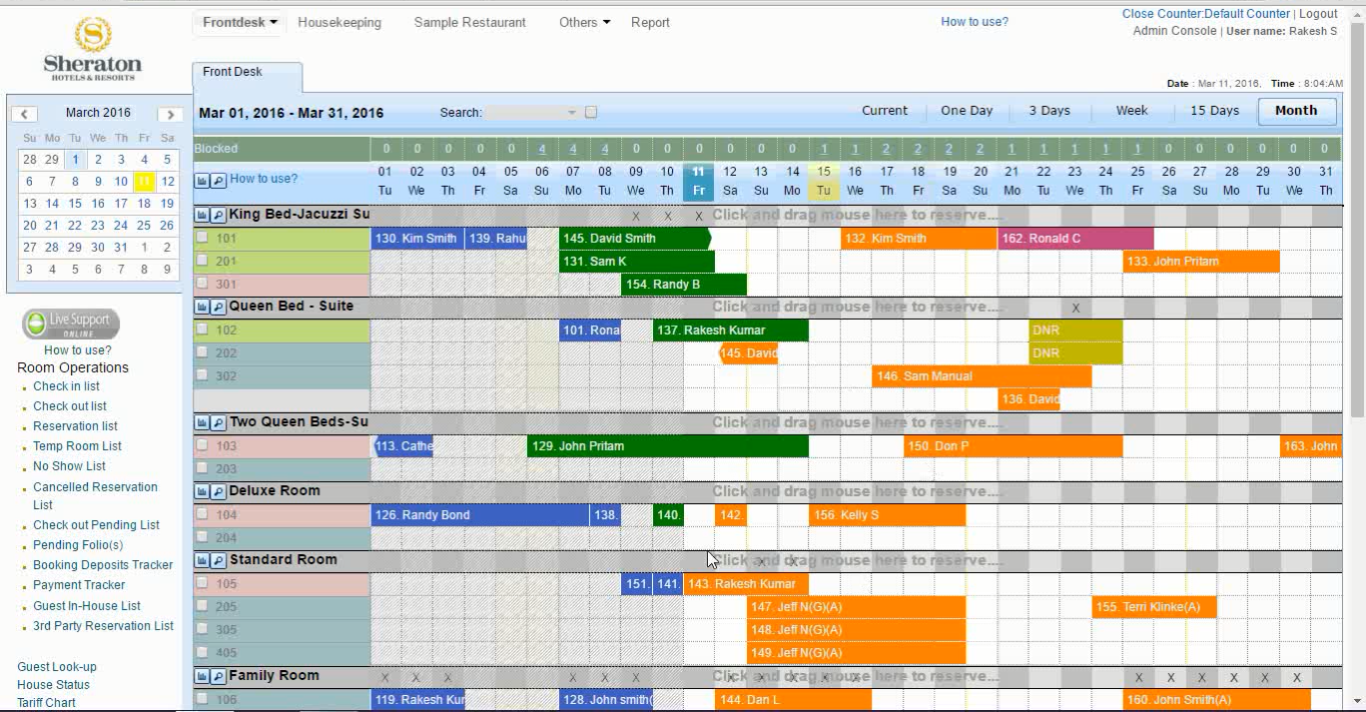 Frontdesk Housekeeping Sample Restaurant Others Report How to use?
Close Counter:Default Counter | Logout
Admin Console | User name: Rakesh S
Sheraton
HOTELS & RESORTS
Front Desk
Date : Mar 11, 2016, Time : 8:04:AM
March 2016
Su Mo Tu We Th Fr Sa
28 29 1 2 3 4 5
6 7 8 9 10 11 12
13 14 15 16 17 18 19
20 21 22 23 24 25 26
27 28 29 30 31 1 2
3 4 5 6 7 8 9
Live Support
ONLINE
How to use?
Room Operations
Check in list
Check out list
Reservation list
Temp Room List
No Show List
Cancelled Reservation
List
Check out Pending List
Pending Folio(s)
Booking Deposits Tracker
Payment Tracker
Guest In-House List
3rd Party Reservation List
Guest Look-up
House Status
Tariff Chart
Mar 01, 2016 - Mar 31, 2016 Search: Current One Day 3 Days Week 15 Days Month
Blocked 0 0 0 0 0 4 4 4 0 0 0 0 0 0 1 1 2 2 2 2 1 1 1 1 1 0 0 0 0 0 0
How to use? 01 02 03 04 05 06 07 08 09 10 11 12 13 14 15 16 17 18 19 20 21 22 23 24 25 26 27 28 29 30 31
Tu We Th Fr Sa Su Mo Tu We Th Fr Sa Su Mo Tu We Th Fr Sa Su Mo Tu We Th Fr Sa Su Mo Tu We Th
King Bed-Jacuzzi Su X X X Click and drag mouse here to reserve....
101 130. Kim Smith 139. Rahu 145. David Smith 132. Kim Smith 162. Ronald C
201 131. Sam K 133. John Pritam
301 154. Randy B
Queen Bed - Suite Click and drag mouse here to reserve.... X
102 101. Rona 137. Rakesh Kumar DNR
202 145. David DNR
302 146. Sam Manual
136. David
Two Queen Beds-Su Click and drag mouse here to reserve....
103 113. Cathe 129. John Pritam 150. Don P 163. John
203
Deluxe Room Click and drag mouse here to reserve....
104 126. Randy Bond 138. 140. 142. 156. Kelly S
204
Standard Room Click and drag mouse here to reserve.... X X
105 151. 141. 143. Rakesh Kumar
205 147. Jeff N(G)(A) 155. Terri Klinke(A)
305 148. Jeff N(G)(A)
405 149. Jeff N(G)(A)
Family Room X X X X X X Click and drag mouse here to reserve.... X X X X X X
106 119. Rakesh Kur 128. John smith( 144. Dan L 160. John Smith(A)